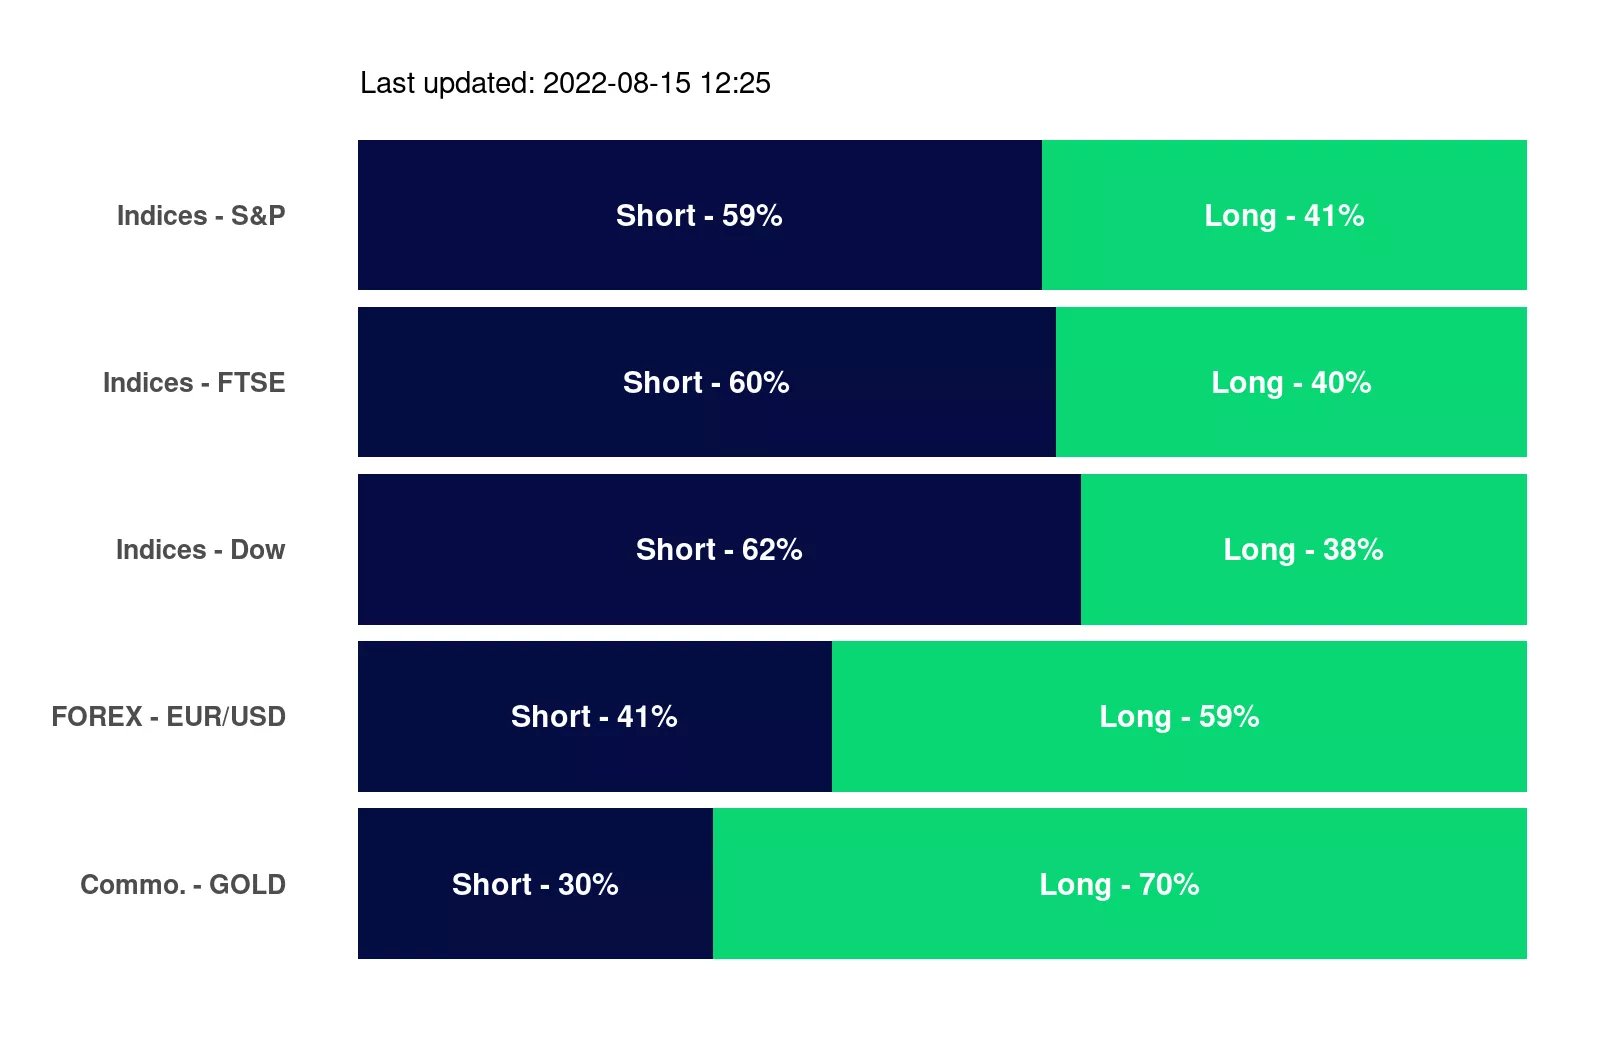 Last updated: 2022-08-15 12:25
Indices - S&P Short - 59% Long - 41%
Indices - FTSE Short - 60% Long - 40%
Indices - Dow Short - 62% Long - 38%
FOREX - EUR/USD Short - 41% Long - 59%
Commo. - GOLD Short - 30% Long - 70%